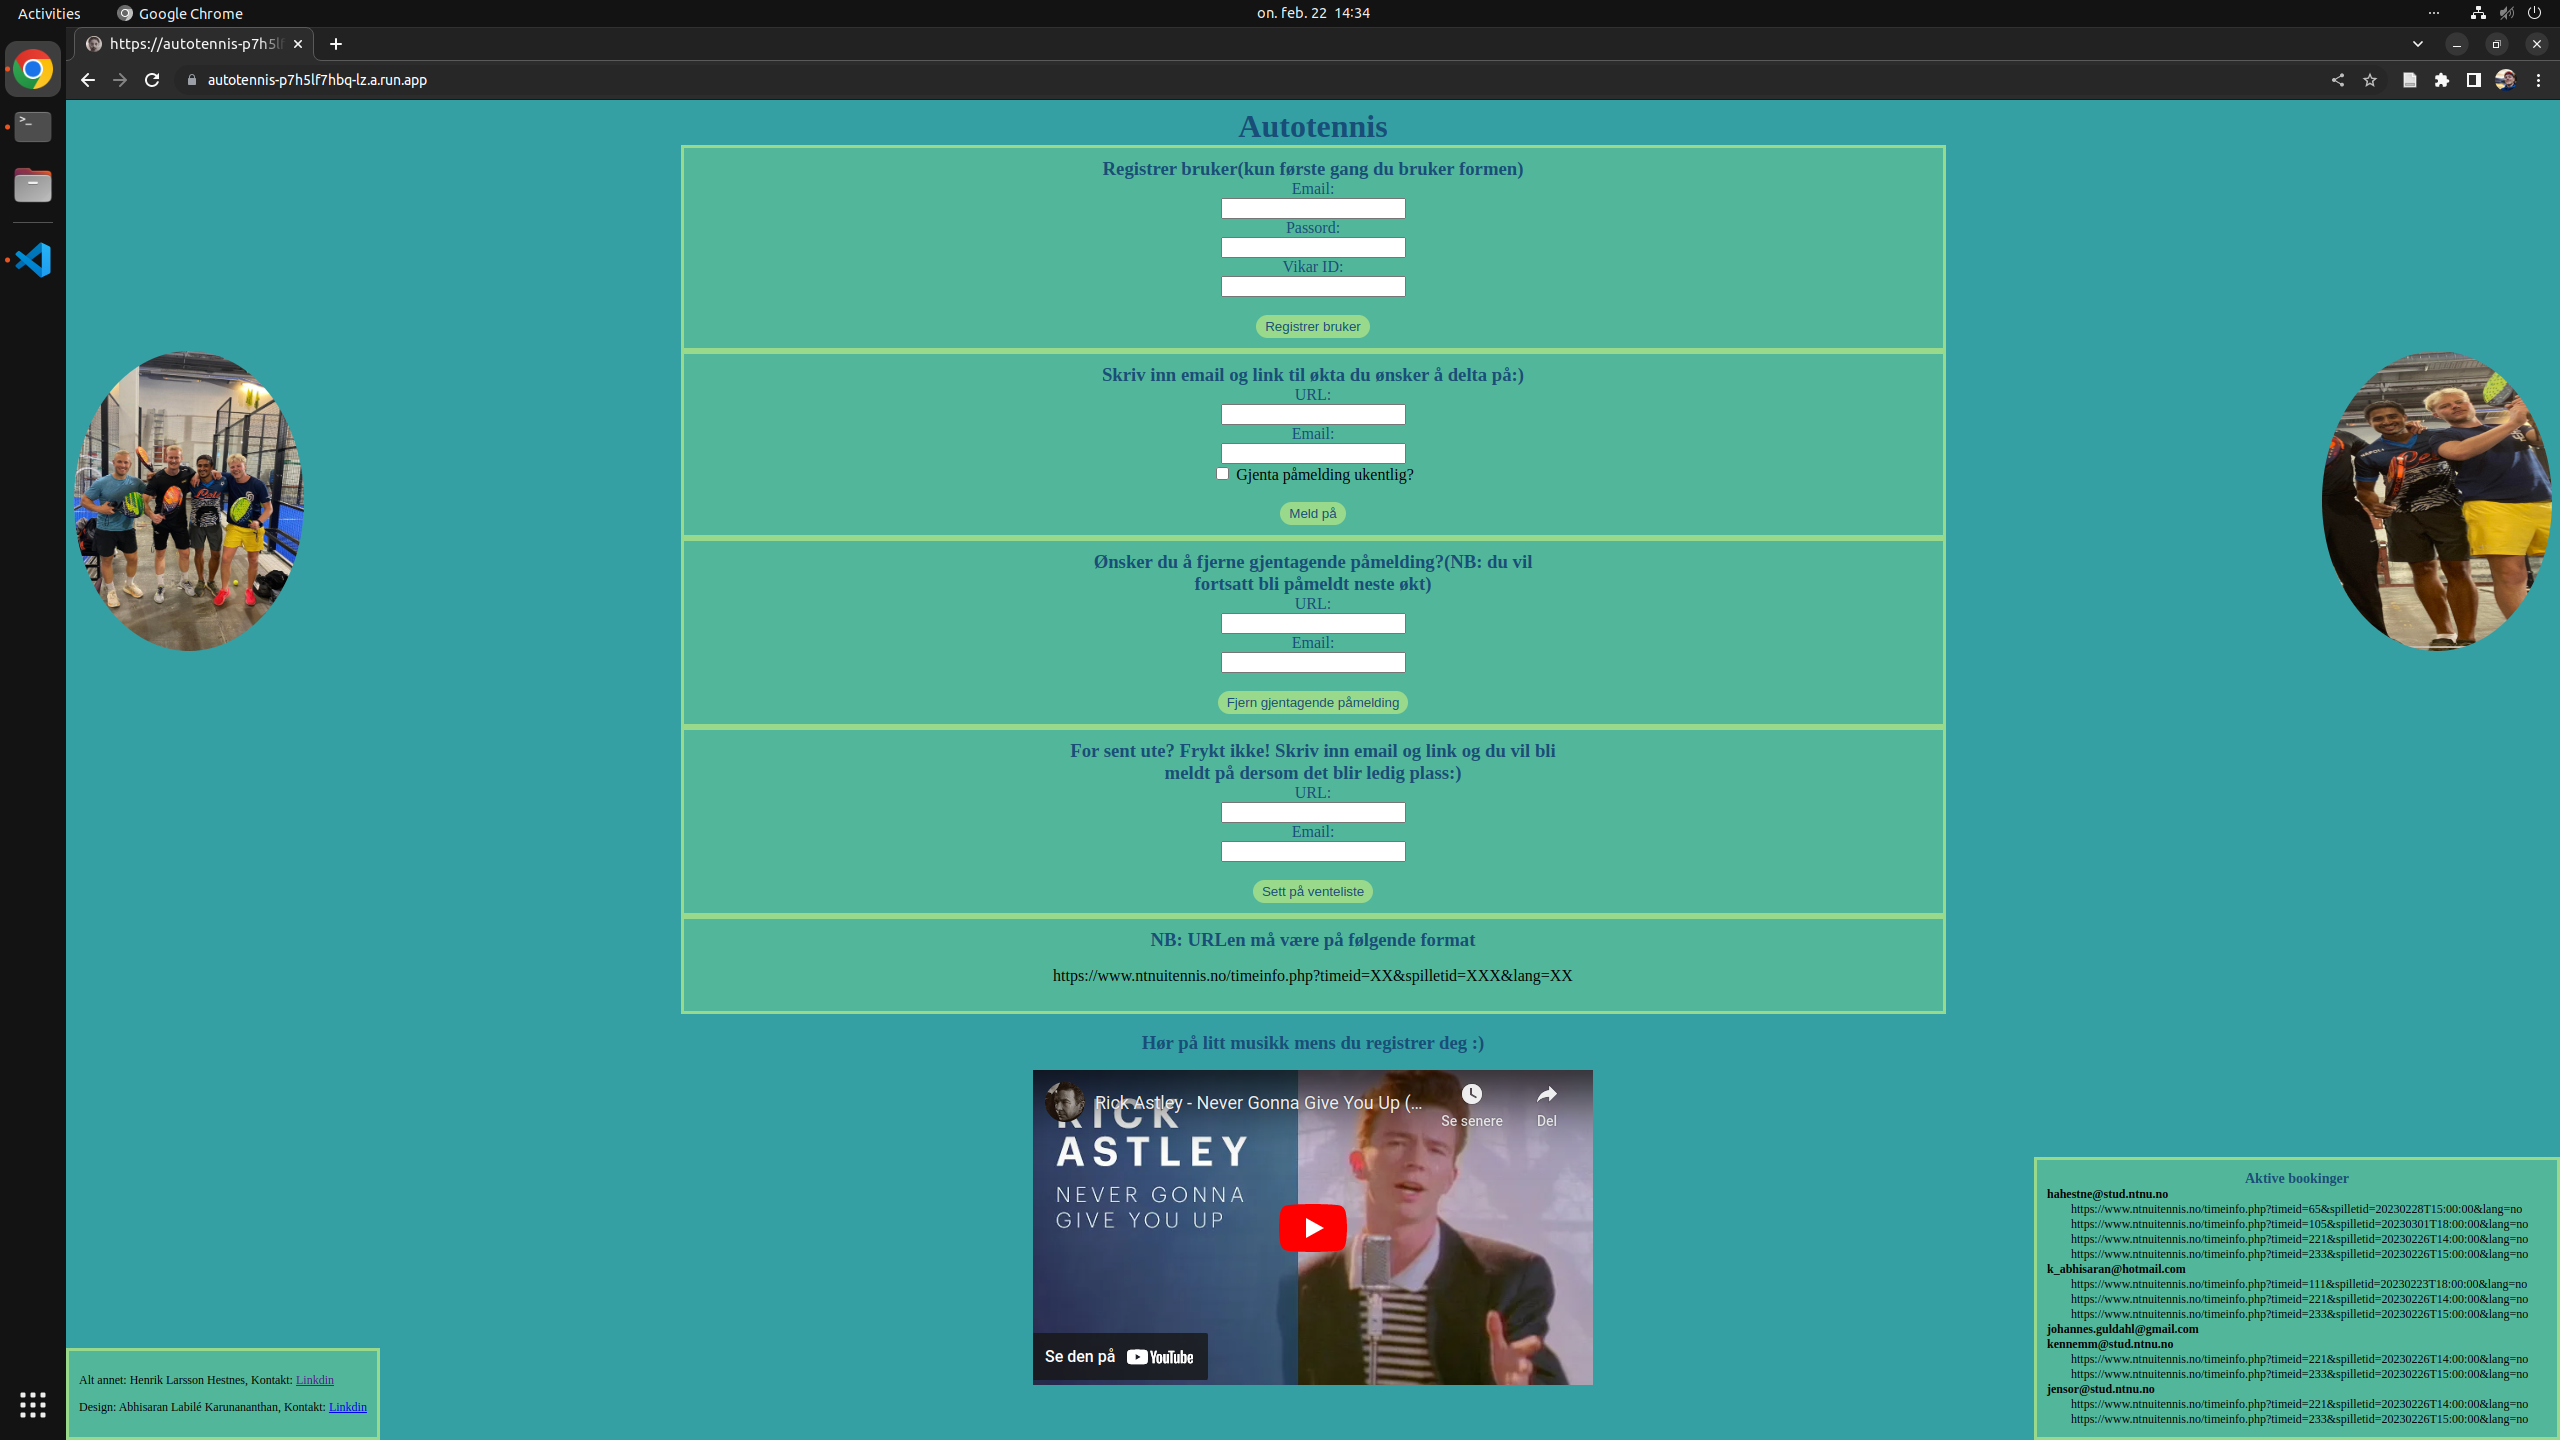 Activities
Google Chrome
on. feb. 22 14:34
https://autotennis-p7h5lf
autotennis-p7h5lf7hbq-lz.a.run.app
Autotennis
Registrer bruker(kun første gang du bruker formen)
Email:
Passord:
Vikar ID:
Registrer bruker
Skriv inn email og link til økta du ønsker å delta på:)
URL:
Email:
Gjenta påmelding ukentlig?
Meld på
Ønsker du å fjerne gjentagende påmelding?(NB: du vil
fortsatt bli påmeldt neste økt)
URL:
Email:
Fjern gjentagende påmelding
For sent ute? Frykt ikke! Skriv inn email og link og du vil bli
meldt på dersom det blir ledig plass:)
URL:
Email:
Sett på venteliste
NB: URLen må være på følgende format
https://www.ntnuitennis.no/timeinfo.php?timeid=XX&spilletid=XXX&lang=XX
Hør på litt musikk mens du registrer deg :)
Rick Astley - Never Gonna Give You Up (…
Se senere
Del
RICK
ASTLEY
NEVER GONNA
GIVE YOU UP
Se den på YouTube
Alt annet: Henrik Larsson Hestnes, Kontakt: Linkdin
Design: Abhisaran Labilé Karunananthan, Kontakt: Linkdin
Aktive bookinger
hahestne@stud.ntnu.no
https://www.ntnuitennis.no/timeinfo.php?timeid=65&spilletid=20230228T15:00:00&lang=no
https://www.ntnuitennis.no/timeinfo.php?timeid=105&spilletid=20230301T18:00:00&lang=no
https://www.ntnuitennis.no/timeinfo.php?timeid=221&spilletid=20230226T14:00:00&lang=no
https://www.ntnuitennis.no/timeinfo.php?timeid=233&spilletid=20230226T15:00:00&lang=no
k_abhisaran@hotmail.com
https://www.ntnuitennis.no/timeinfo.php?timeid=111&spilletid=20230223T18:00:00&lang=no
https://www.ntnuitennis.no/timeinfo.php?timeid=221&spilletid=20230226T14:00:00&lang=no
https://www.ntnuitennis.no/timeinfo.php?timeid=233&spilletid=20230226T15:00:00&lang=no
johannes.guldahl@gmail.com
kennemm@stud.ntnu.no
https://www.ntnuitennis.no/timeinfo.php?timeid=221&spilletid=20230226T14:00:00&lang=no
https://www.ntnuitennis.no/timeinfo.php?timeid=233&spilletid=20230226T15:00:00&lang=no
jensor@stud.ntnu.no
https://www.ntnuitennis.no/timeinfo.php?timeid=221&spilletid=20230226T14:00:00&lang=no
https://www.ntnuitennis.no/timeinfo.php?timeid=233&spilletid=20230226T15:00:00&lang=no